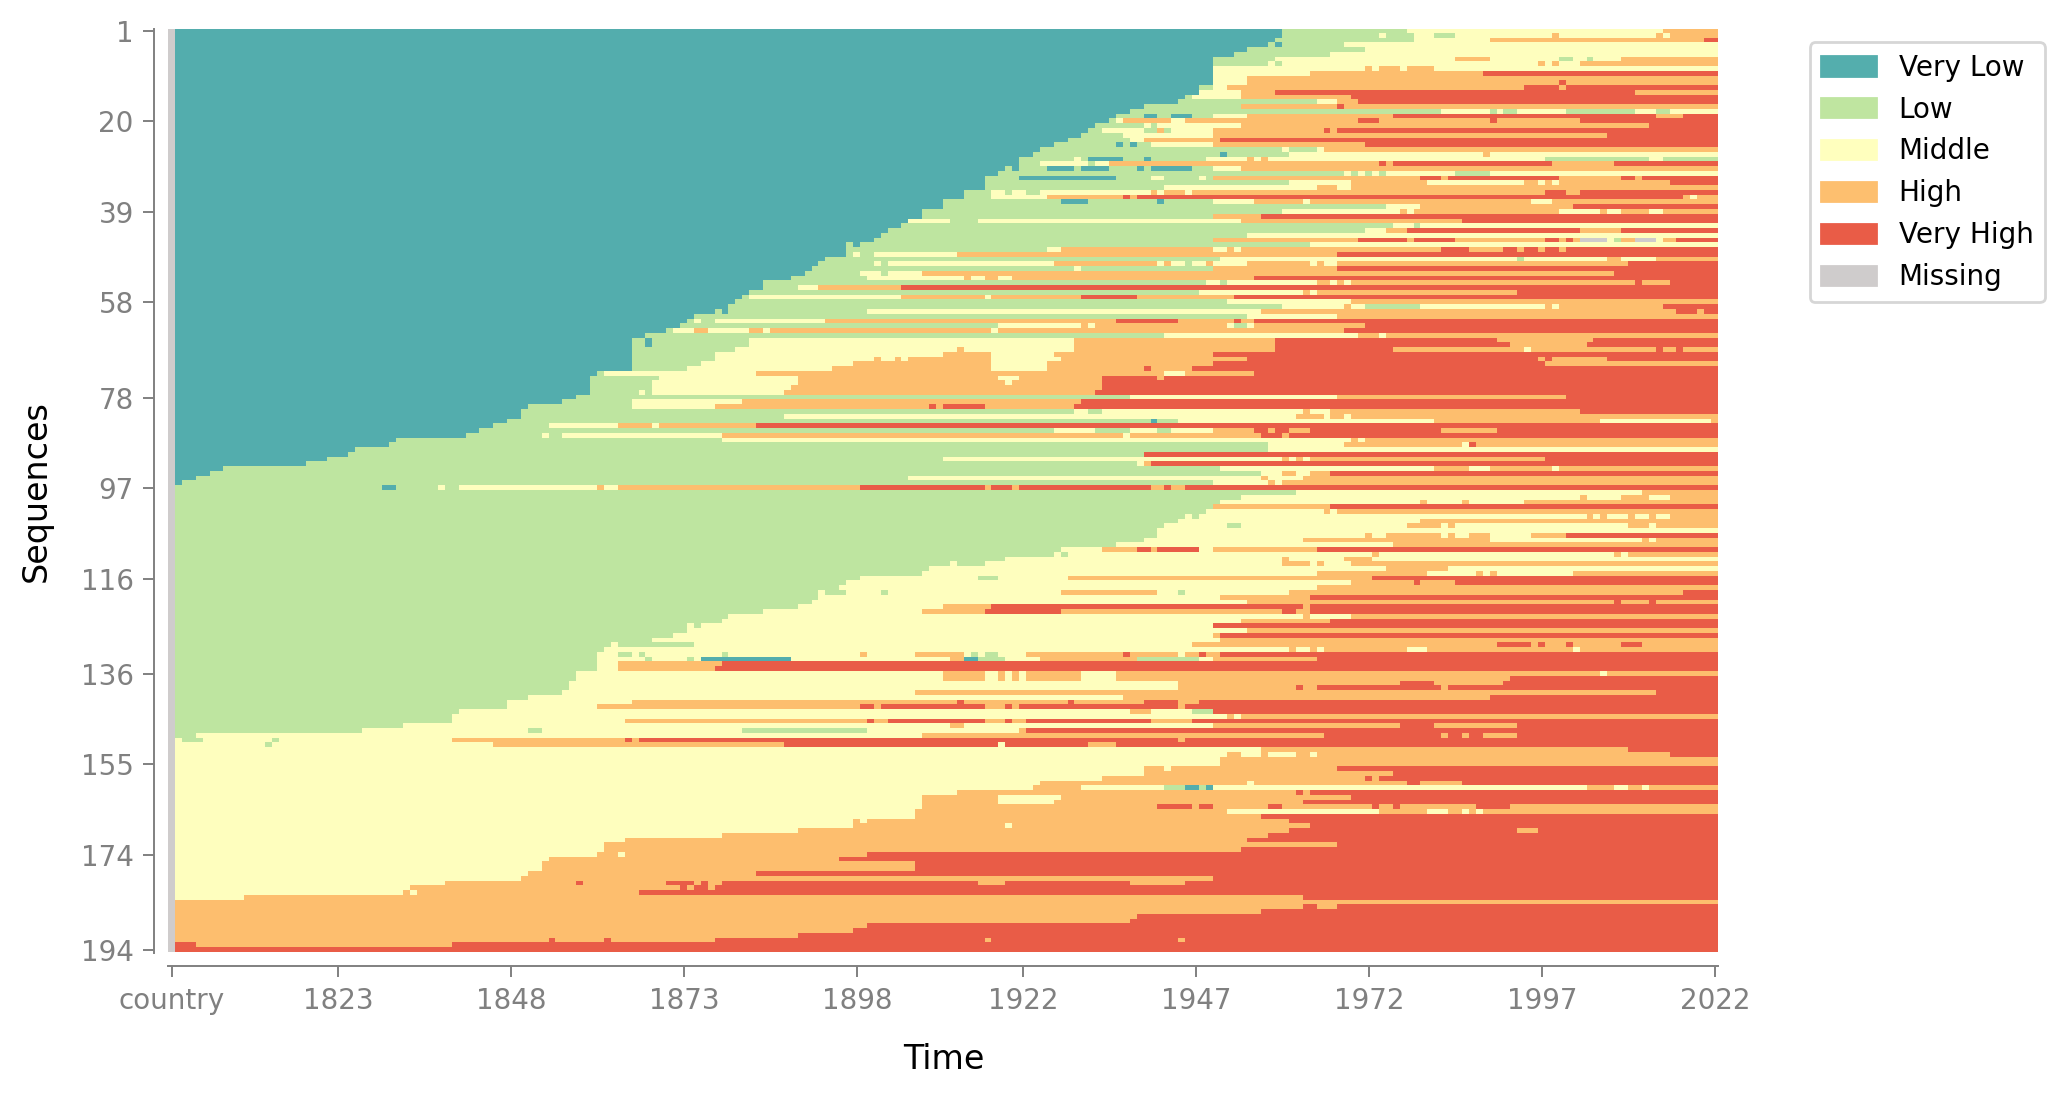 1
20
39
58
78
97
116
136
155
174
194
Sequences
country 1823 1848 1873 1898 1922 1947 1972 1997 2022
Time
Very Low
Low
Middle
High
Very High
Missing